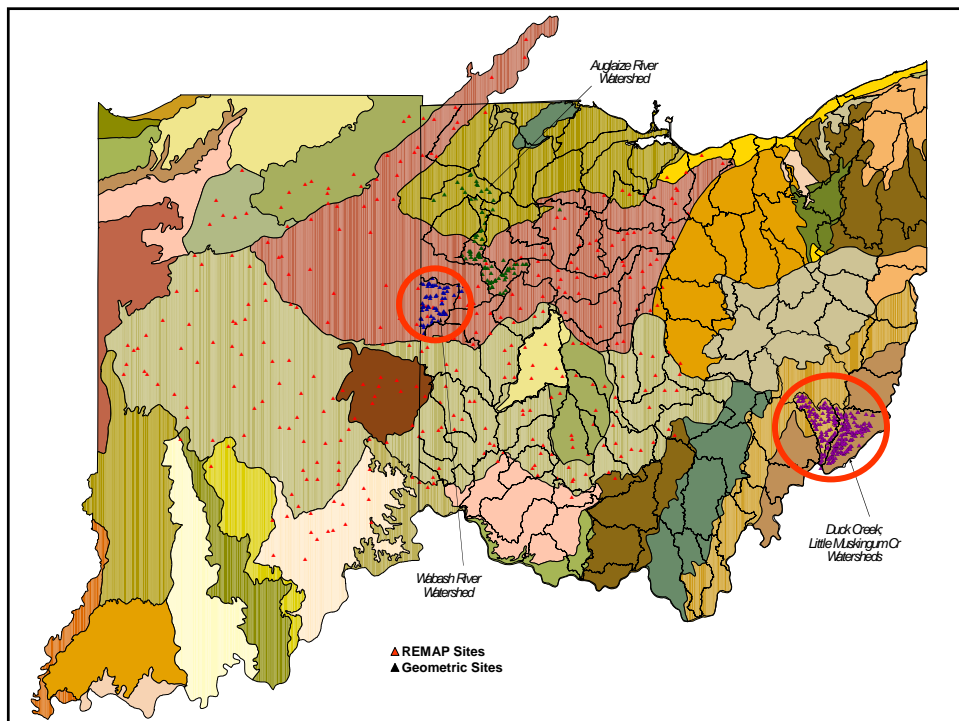 Auglaize River
Watershed
Duck Creek,
Little Muskingum Cr
Watersheds
Wabash River
Watershed
REMAP Sites
Geometric Sites